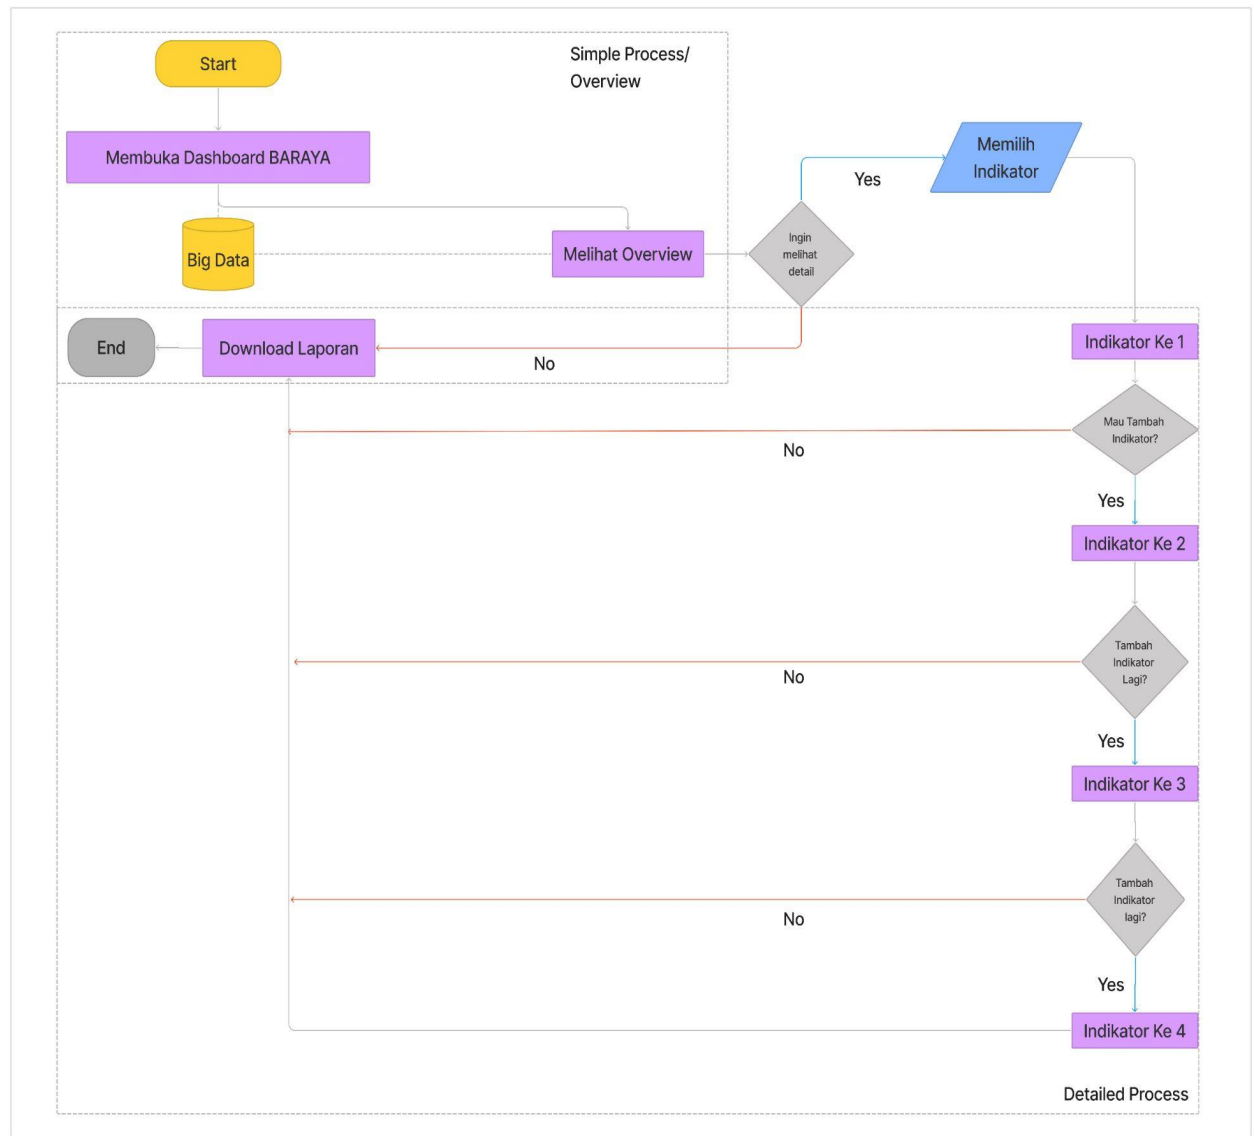 Start
Simple Process/
Overview
Membuka Dashboard BARAYA
Memilih
Indikator
Yes
Big Data
Melihat Overview
Ingin
melihat
detail
End
Download Laporan
No
Indikator Ke 1
Mau Tambah
Indikator?
No
Yes
Indikator Ke 2
Tambah
Indikator
Lagi?
No
Yes
Indikator Ke 3
Tambah
Indikator
lagi?
No
Yes
Indikator Ke 4
Detailed Process